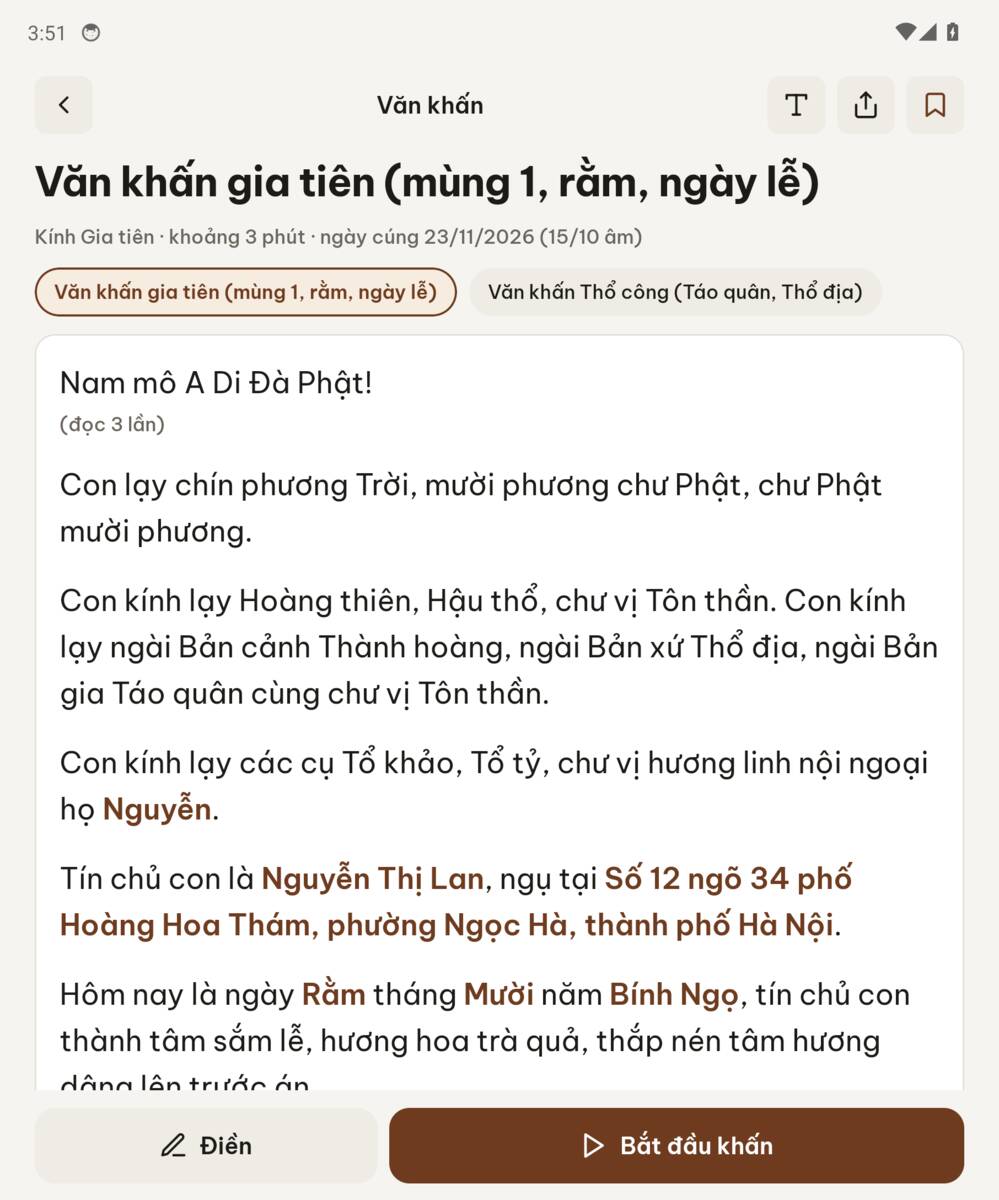 3:51
Văn khấn
Văn khấn gia tiên (mùng 1, rằm, ngày lễ)
Kính Gia tiên · khoảng 3 phút · ngày cúng 23/11/2026 (15/10 âm)
Văn khấn gia tiên (mùng 1, rằm, ngày lễ)
Văn khấn Thổ công (Táo quân, Thổ địa)
Nam mô A Di Đà Phật!
(đọc 3 lần)
Con lạy chín phương Trời, mười phương chư Phật, chư Phật
mười phương.
Con kính lạy Hoàng thiên, Hậu thổ, chư vị Tôn thần. Con kính
lạy ngài Bản cảnh Thành hoàng, ngài Bản xứ Thổ địa, ngài Bản
gia Táo quân cùng chư vị Tôn thần.
Con kính lạy các cụ Tổ khảo, Tổ tỷ, chư vị hương linh nội ngoại
họ Nguyễn.
Tín chủ con là Nguyễn Thị Lan, ngụ tại Số 12 ngõ 34 phố
Hoàng Hoa Thám, phường Ngọc Hà, thành phố Hà Nội.
Hôm nay là ngày Rằm tháng Mười năm Bính Ngọ, tín chủ con
thành tâm sắm lễ, hương hoa trà quả, thắp nén tâm hương
dâng lên trước án
Điền
Bắt đầu khấn